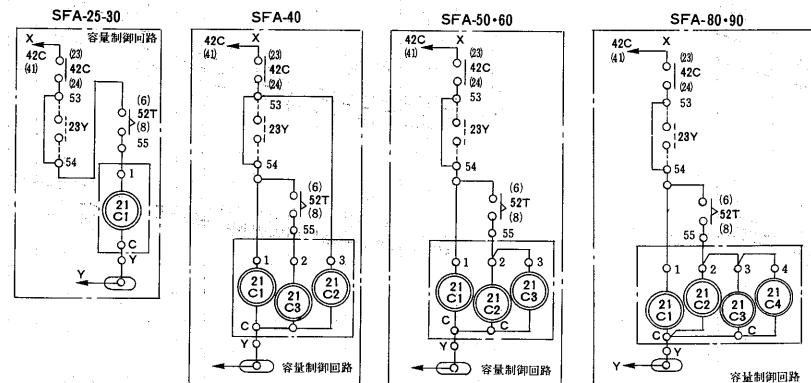 SFA-25-30
X
容量制御回路
42C
(41)
(23)
42C
(24)
53
23Y
54
(6)
52T
(8)
55
1
21
C1
C
Y
Y
SFA-40
X
42C
(41)
(23)
42C
(24)
53
23Y
54
(6)
52T
(8)
55
1
2
3
21
C1
21
C3
21
C2
C
Y
容量制御回路
SFA-50•60
X
42C
(41)
(23)
42C
(24)
53
23Y
54
(6)
52T
(8)
55
1
2
3
21
C1
21
C2
21
C3
C
C
Y
容量制御回路
SFA-80•90
X
42C
(41)
(23)
42C
(24)
53
23Y
54
(6)
52T
(8)
55
1
2
3
4
21
C1
21
C2
21
C3
21
C4
C
C
Y
Y
容量制御回路